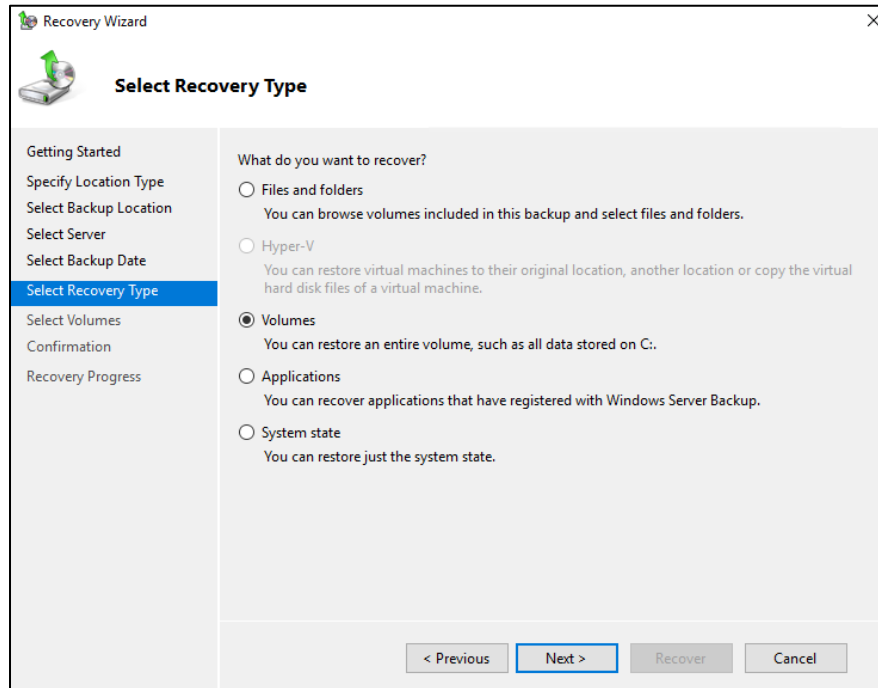 Recovery Wizard
Select Recovery Type
Getting Started
Specify Location Type
Select Backup Location
Select Server
Select Backup Date
Select Recovery Type
Select Volumes
Confirmation
Recovery Progress
What do you want to recover?
Files and folders
You can browse volumes included in this backup and select files and folders.
Hyper-V
You can restore virtual machines to their original location, another location or copy the virtual
hard disk files of a virtual machine.
Volumes
You can restore an entire volume, such as all data stored on C:.
Applications
You can recover applications that have registered with Windows Server Backup.
System state
You can restore just the system state.
< Previous
Next >
Recover
Cancel